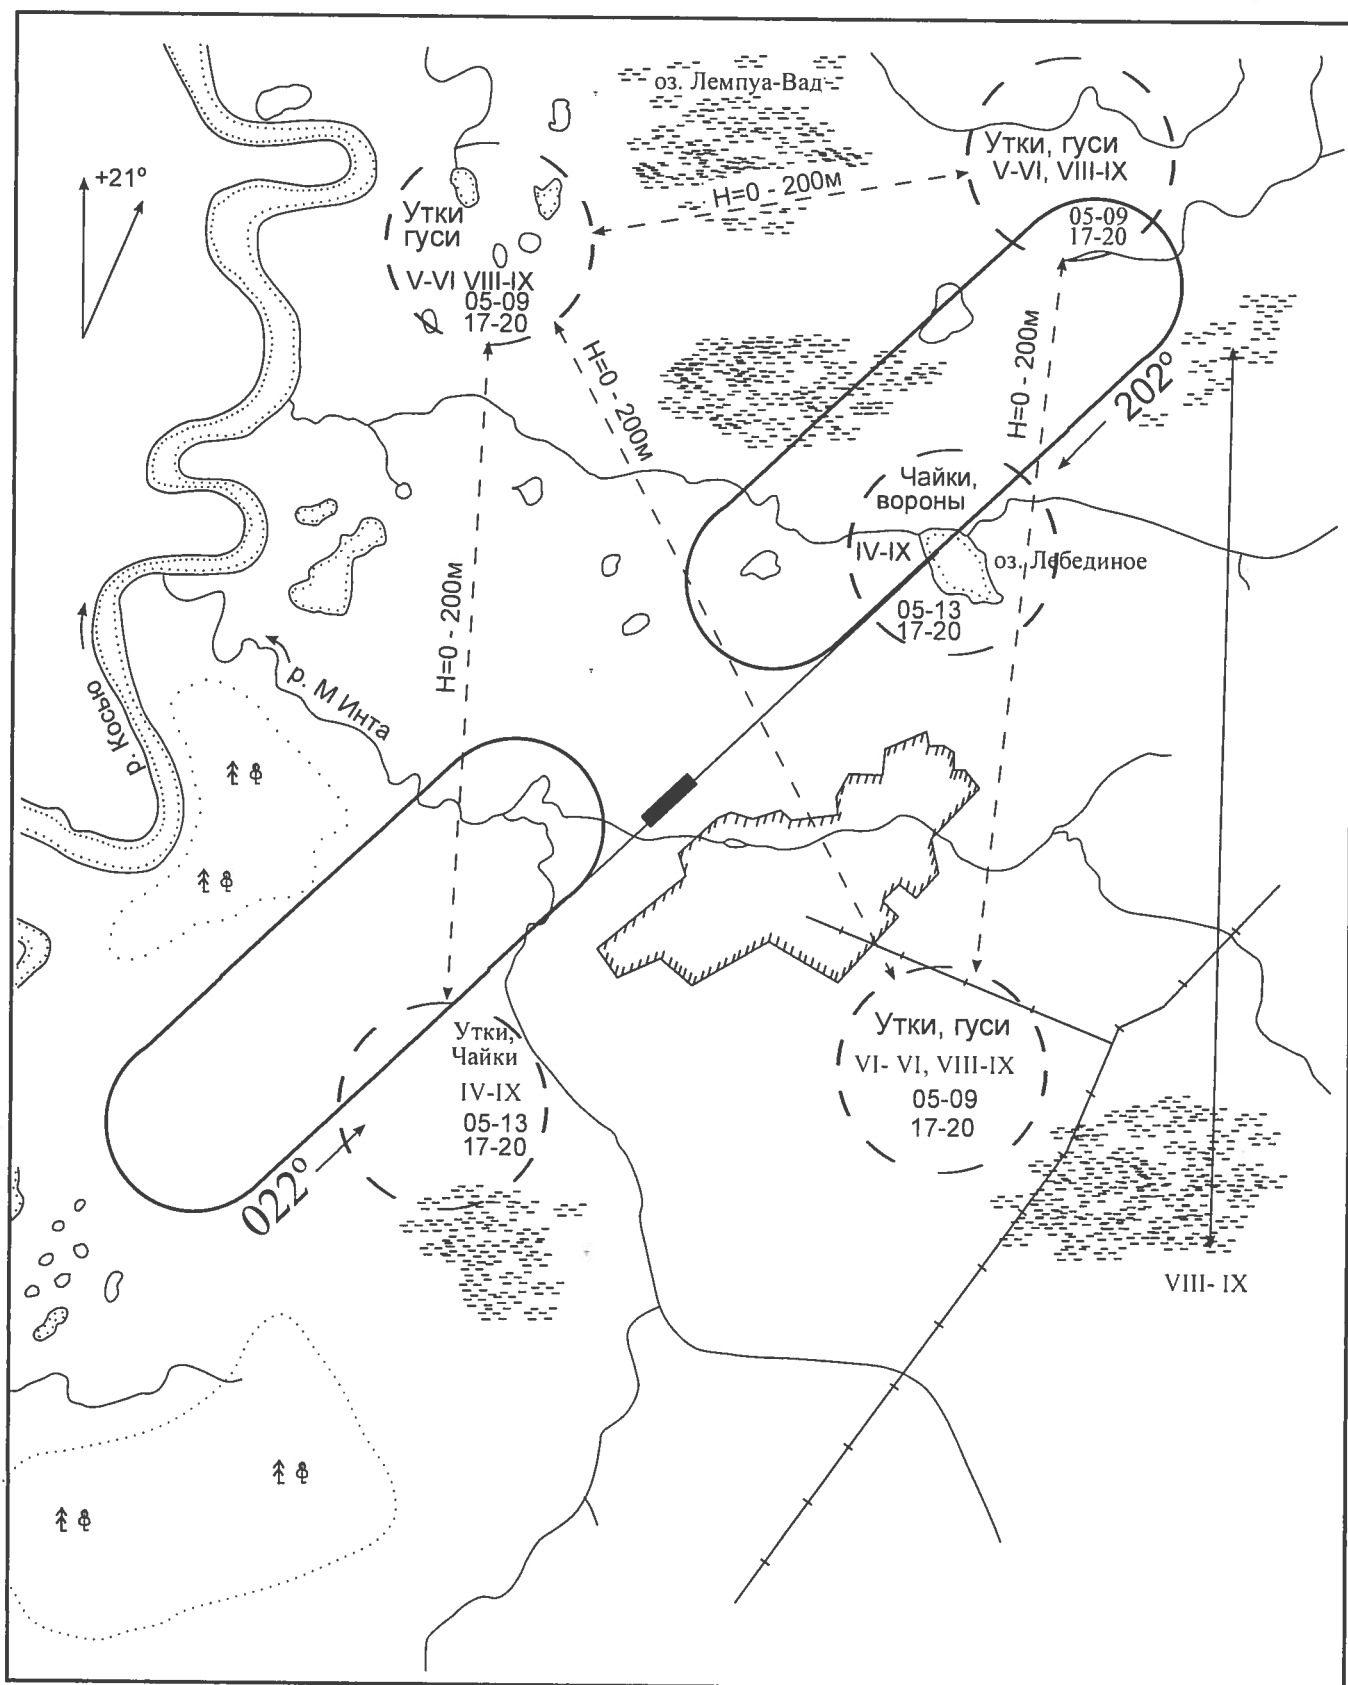 оз. Лемпуа-Вад
+21°
Утки, гуси
V-VI, VIII-IX
05-09
17-20
H=0 - 200м
Утки
гуси
V-VI VIII-IX
05-09
17-20
H=0 - 200м
H=0 - 200м
202°
Чайки,
вороны
IV-IX
оз. Лебединое
05-13
17-20
H=0 - 200м
р. М Инта
р. Косью
Утки,
Чайки
IV-IX
05-13
17-20
022°
Утки, гуси
VI- VI, VIII-IX
05-09
17-20
VIII- IX